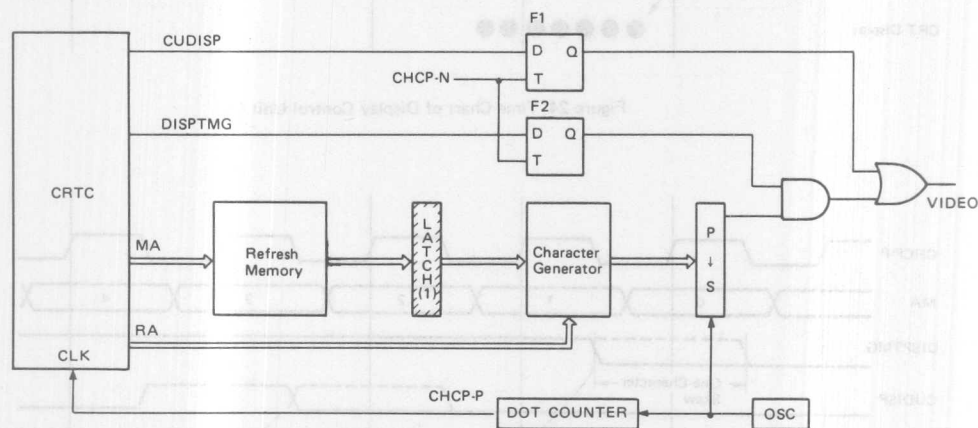 F1
CUDISP
D Q
T
CHCP-N
F2
DISPTMG
D Q
T
CRTC
VIDEO
MA
Refresh
Memory
LATCH(1)
Character
Generator
P
↓
S
RA
CLK
CHCP-P
DOT COUNTER
OSC